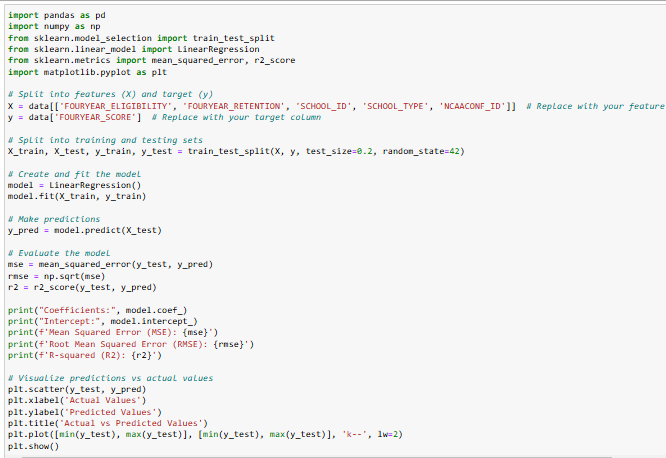 import pandas as pd
import numpy as np
from sklearn.model_selection import train_test_split
from sklearn.linear_model import LinearRegression
from sklearn.metrics import mean_squared_error, r2_score
import matplotlib.pyplot as plt

# Split into features (X) and target (y)
X = data[['FOURYEAR_ELIGIBILITY', 'FOURYEAR_RETENTION', 'SCHOOL_ID', 'SCHOOL_TYPE', 'NCAACONF_ID']]  # Replace with your feature
y = data['FOURYEAR_SCORE']  # Replace with your target column

# Split into training and testing sets
X_train, X_test, y_train, y_test = train_test_split(X, y, test_size=0.2, random_state=42)

# Create and fit the model
model = LinearRegression()
model.fit(X_train, y_train)

# Make predictions
y_pred = model.predict(X_test)

# Evaluate the model
mse = mean_squared_error(y_test, y_pred)
rmse = np.sqrt(mse)
r2 = r2_score(y_test, y_pred)

print("Coefficients:", model.coef_)
print("Intercept:", model.intercept_)
print(f'Mean Squared Error (MSE): {mse}')
print(f'Root Mean Squared Error (RMSE): {rmse}')
print(f'R-squared (R2): {r2}')

# Visualize predictions vs actual values
plt.scatter(y_test, y_pred)
plt.xlabel('Actual Values')
plt.ylabel('Predicted Values')
plt.title('Actual vs Predicted Values')
plt.plot([min(y_test), max(y_test)], [min(y_test), max(y_test)], 'k--', lw=2)
plt.show()